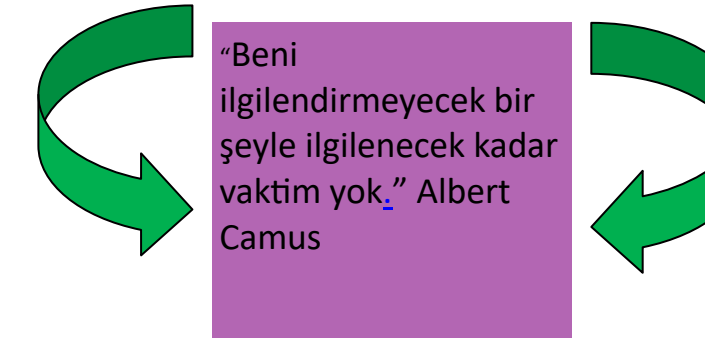 “Beni
ilgilendirmeyecek bir
şeyle ilgilenecek kadar
vaktim yok.” Albert
Camus